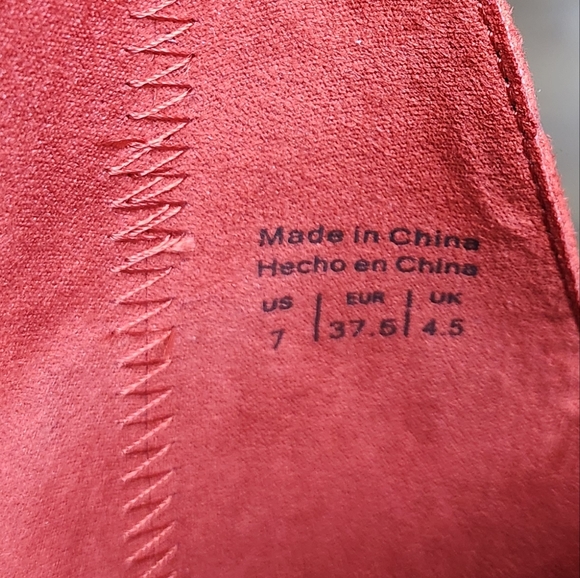 Made in China
Hecho en China
US | EUR | UK
7 | 37.5 | 4.5